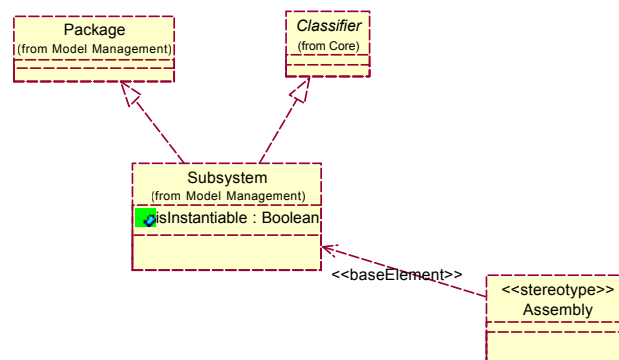 Package
(from Model Management)
Classifier
(from Core)
Subsystem
(from Model Management)
isInstantiable : Boolean
<<baseElement>>
<<stereotype>>
Assembly